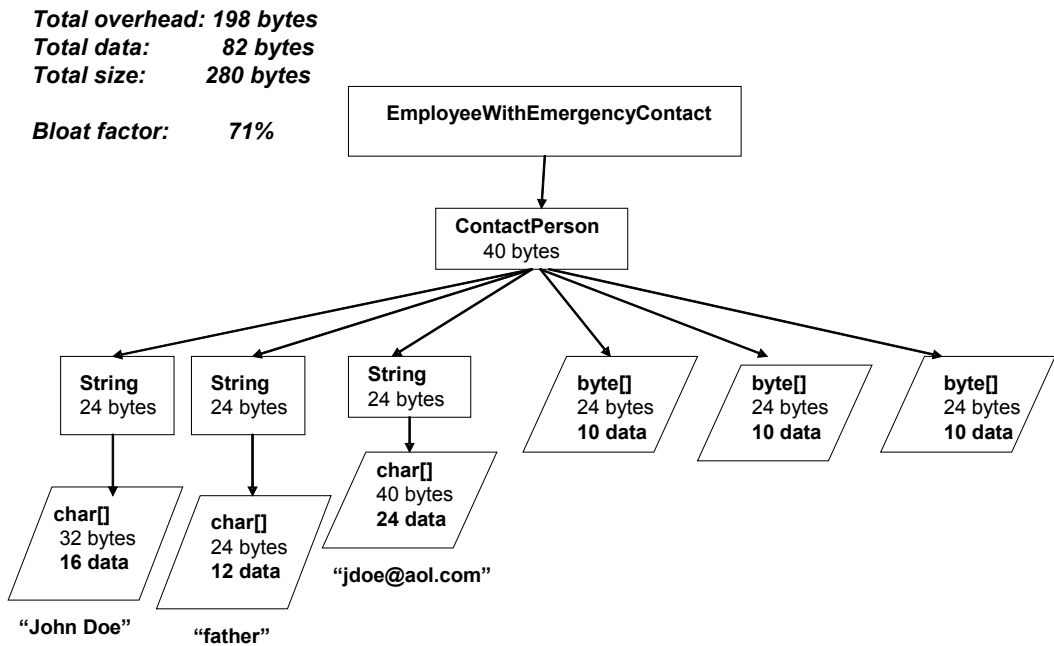 Total overhead: 198 bytes
Total data: 82 bytes
Total size: 280 bytes
Bloat factor: 71%
EmployeeWithEmergencyContact
ContactPerson
40 bytes
String
24 bytes
String
24 bytes
String
24 bytes
byte[]
24 bytes
10 data
byte[]
24 bytes
10 data
byte[]
24 bytes
10 data
char[]
32 bytes
16 data
char[]
24 bytes
12 data
char[]
40 bytes
24 data
“John Doe”
“father”
“jdoe@aol.com”